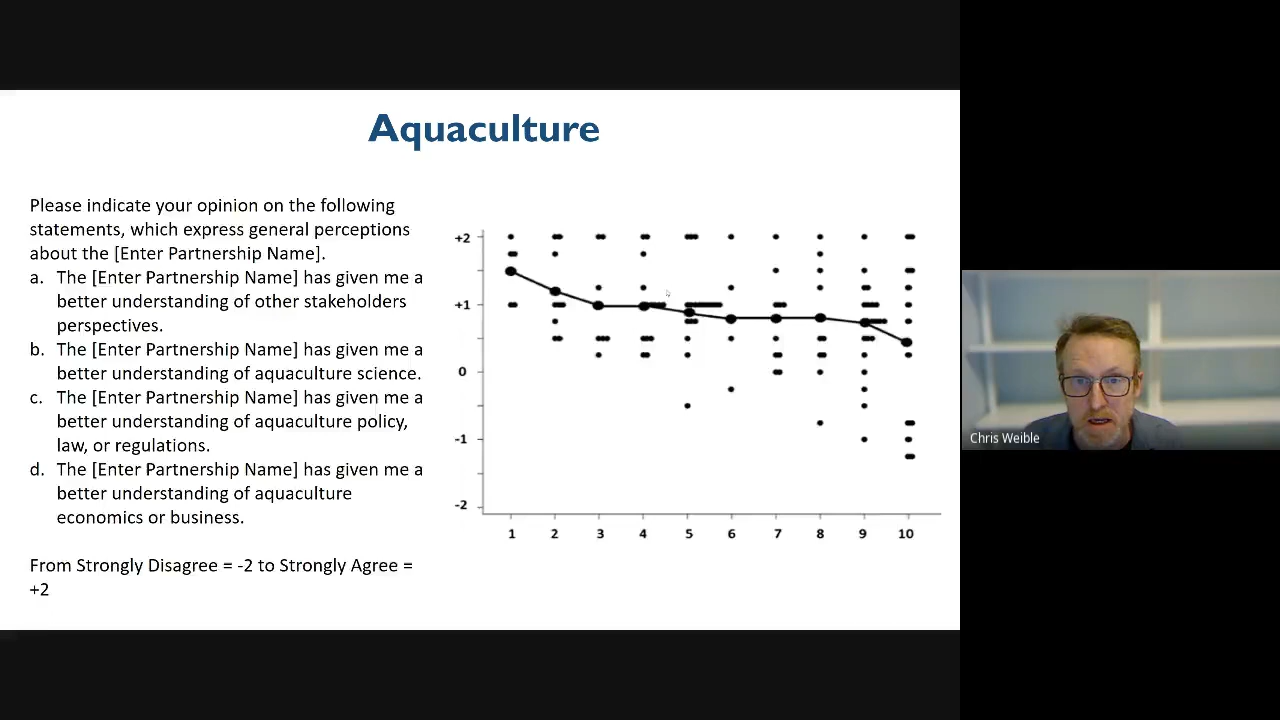 Aquaculture
Please indicate your opinion on the following
statements, which express general perceptions
about the [Enter Partnership Name].
a. The [Enter Partnership Name] has given me a
better understanding of other stakeholders
perspectives.
b. The [Enter Partnership Name] has given me a
better understanding of aquaculture science.
c. The [Enter Partnership Name] has given me a
better understanding of aquaculture policy,
law, or regulations.
d. The [Enter Partnership Name] has given me a
better understanding of aquaculture
economics or business.
From Strongly Disagree = -2 to Strongly Agree =
+2
+2
+1
0
-1
-2
1 2 3 4 5 6 7 8 9 10
Chris Weible